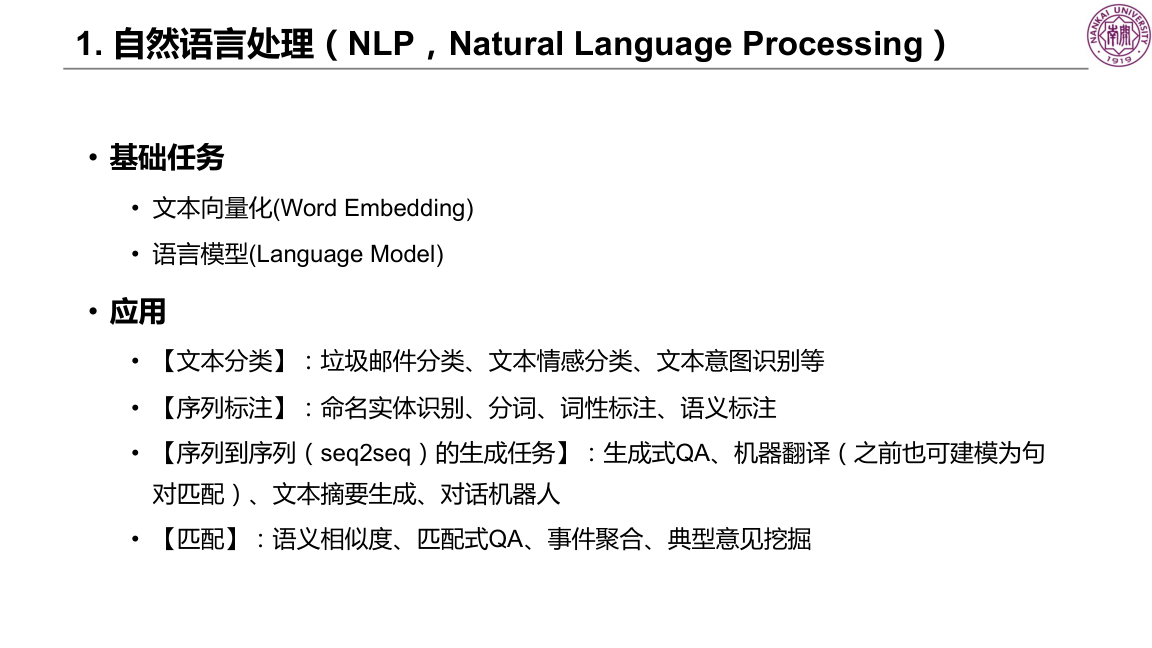 1. 自然语言处理（NLP，Natural Language Processing）
NANKAI UNIVERSITY
南开
1919
• 基础任务
• 文本向量化(Word Embedding)
• 语言模型(Language Model)
• 应用
• 【文本分类】：垃圾邮件分类、文本情感分类、文本意图识别等
• 【序列标注】：命名实体识别、分词、词性标注、语义标注
• 【序列到序列（seq2seq）的生成任务】：生成式QA、机器翻译（之前也可建模为句
对匹配）、文本摘要生成、对话机器人
• 【匹配】：语义相似度、匹配式QA、事件聚合、典型意见挖掘